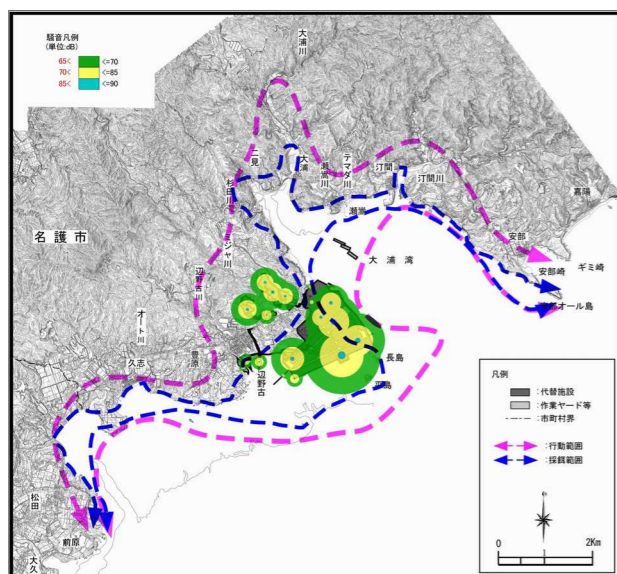 騒音凡例
(単位:dB)
65< <=70
70< <=85
85< <=90
大浦川
二見
大浦
瀬嵩川
テマダ川
汀間
汀間川
嘉陽
杉田川
瀬嵩
安部
ギミ崎
名護市
大浦湾
安部崎
安部オール島
辺野古川
オート川
久志
豊原
辺野古
長島
平島
松田
前原
大久
凡例
:代替施設
:作業ヤード等
:市町村界
:行動範囲
:採餌範囲
0 2Km